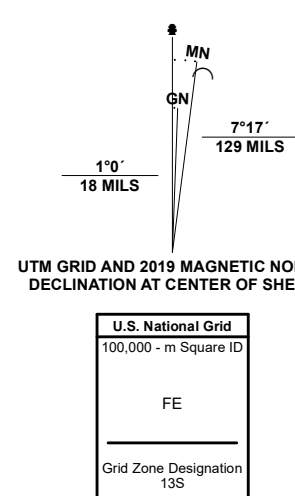 MN
GN
7°17´
129 MILS
1°0´
18 MILS
UTM GRID AND 2019 MAGNETIC NO
DECLINATION AT CENTER OF SHE
U.S. National Grid
100,000 - m Square ID
FE
Grid Zone Designation
13S